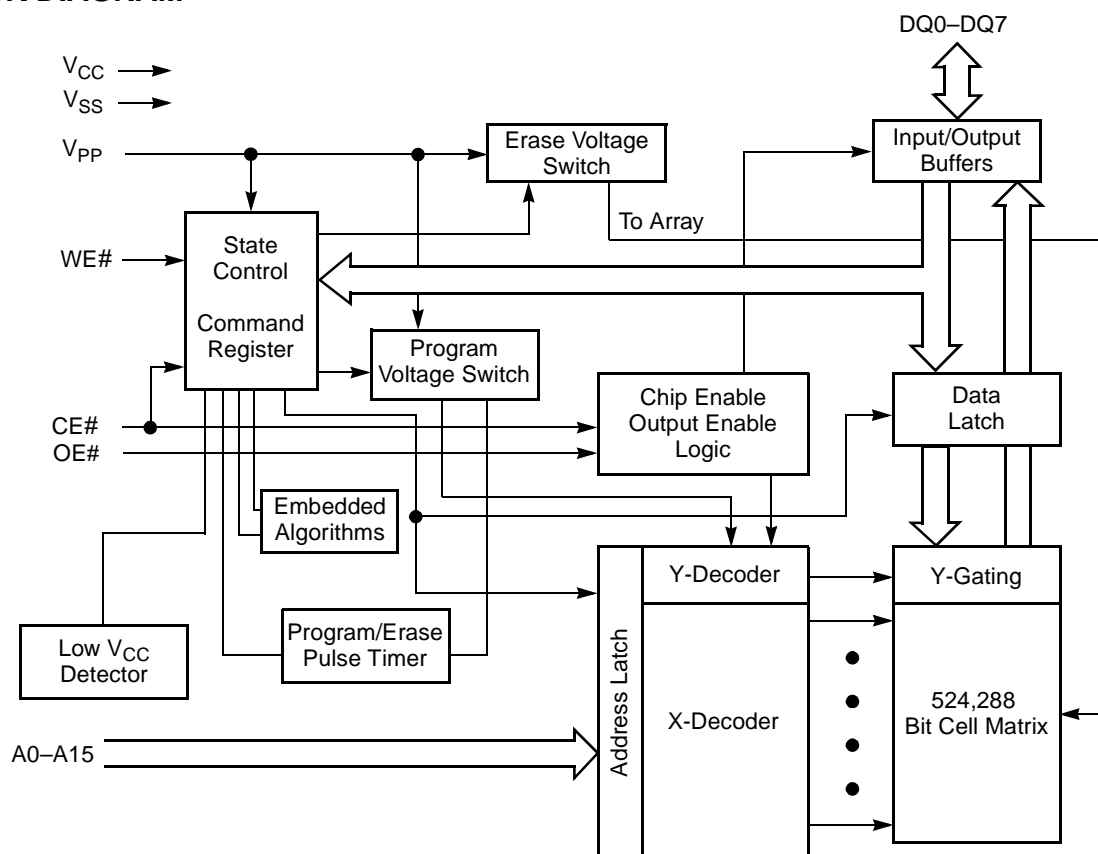 DQ0–DQ7
VCC
VSS
VPP
Erase Voltage
Switch
Input/Output
Buffers
To Array
WE#
State
Control
Command
Register
Program
Voltage Switch
Chip Enable
Output Enable
Logic
Data
Latch
CE#
OE#
Embedded
Algorithms
Y-Decoder
Y-Gating
Program/Erase
Pulse Timer
Low VCC
Detector
Address Latch
X-Decoder
524,288
Bit Cell Matrix
A0–A15